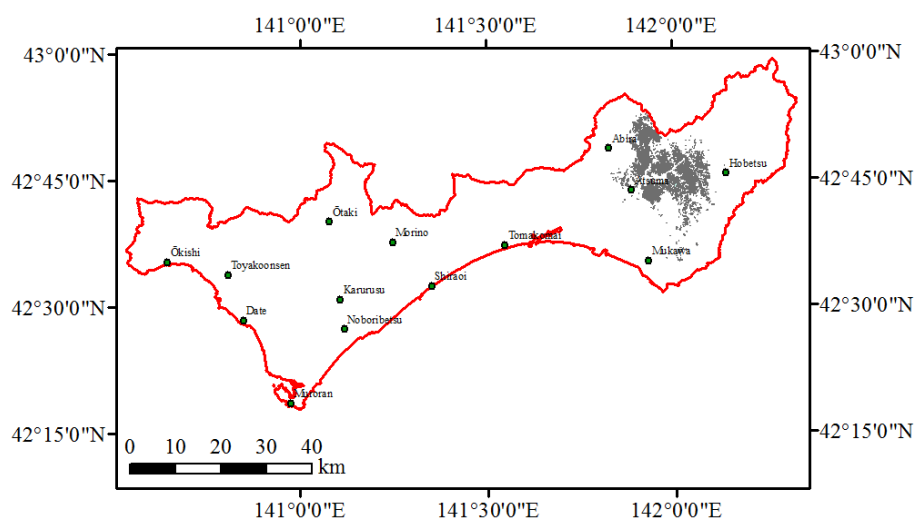 141°0'0"E 141°30'0"E 142°0'0"E
43°0'0"N 43°0'0"N
Abira
42°45'0"N Atsuma Hobetsu 42°45'0"N
Ōtaki
Morino Tomakomai
Ōkishi Toyakoonsen Mukawa
Karurusu Shiraoi
42°30'0"N 42°30'0"N
Date Noboribetsu
Muroran
42°15'0"N 42°15'0"N
0 10 20 30 40
km
141°0'0"E 141°30'0"E 142°0'0"E